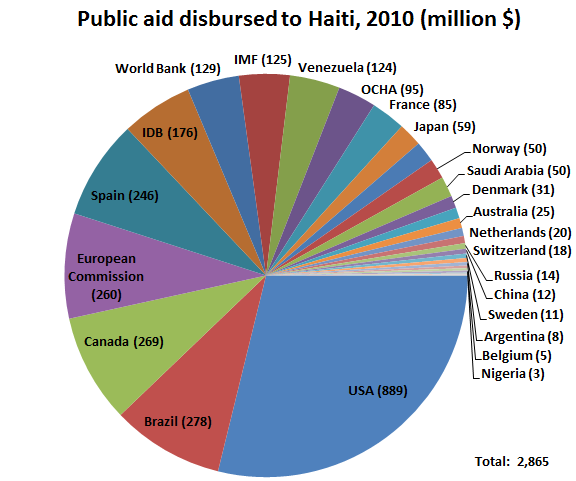 Public aid disbursed to Haiti, 2010 (million $)
IMF (125)
World Bank (129)
Venezuela (124)
OCHA (95)
France (85)
IDB (176)
Japan (59)
Norway (50)
Saudi Arabia (50)
Denmark (31)
Spain (246)
Australia (25)
Netherlands (20)
Switzerland (18)
European
Commission
(260)
Russia (14)
China (12)
Sweden (11)
Argentina (8)
Canada (269)
Belgium (5)
Nigeria (3)
USA (889)
Brazil (278)
Total: 2,865